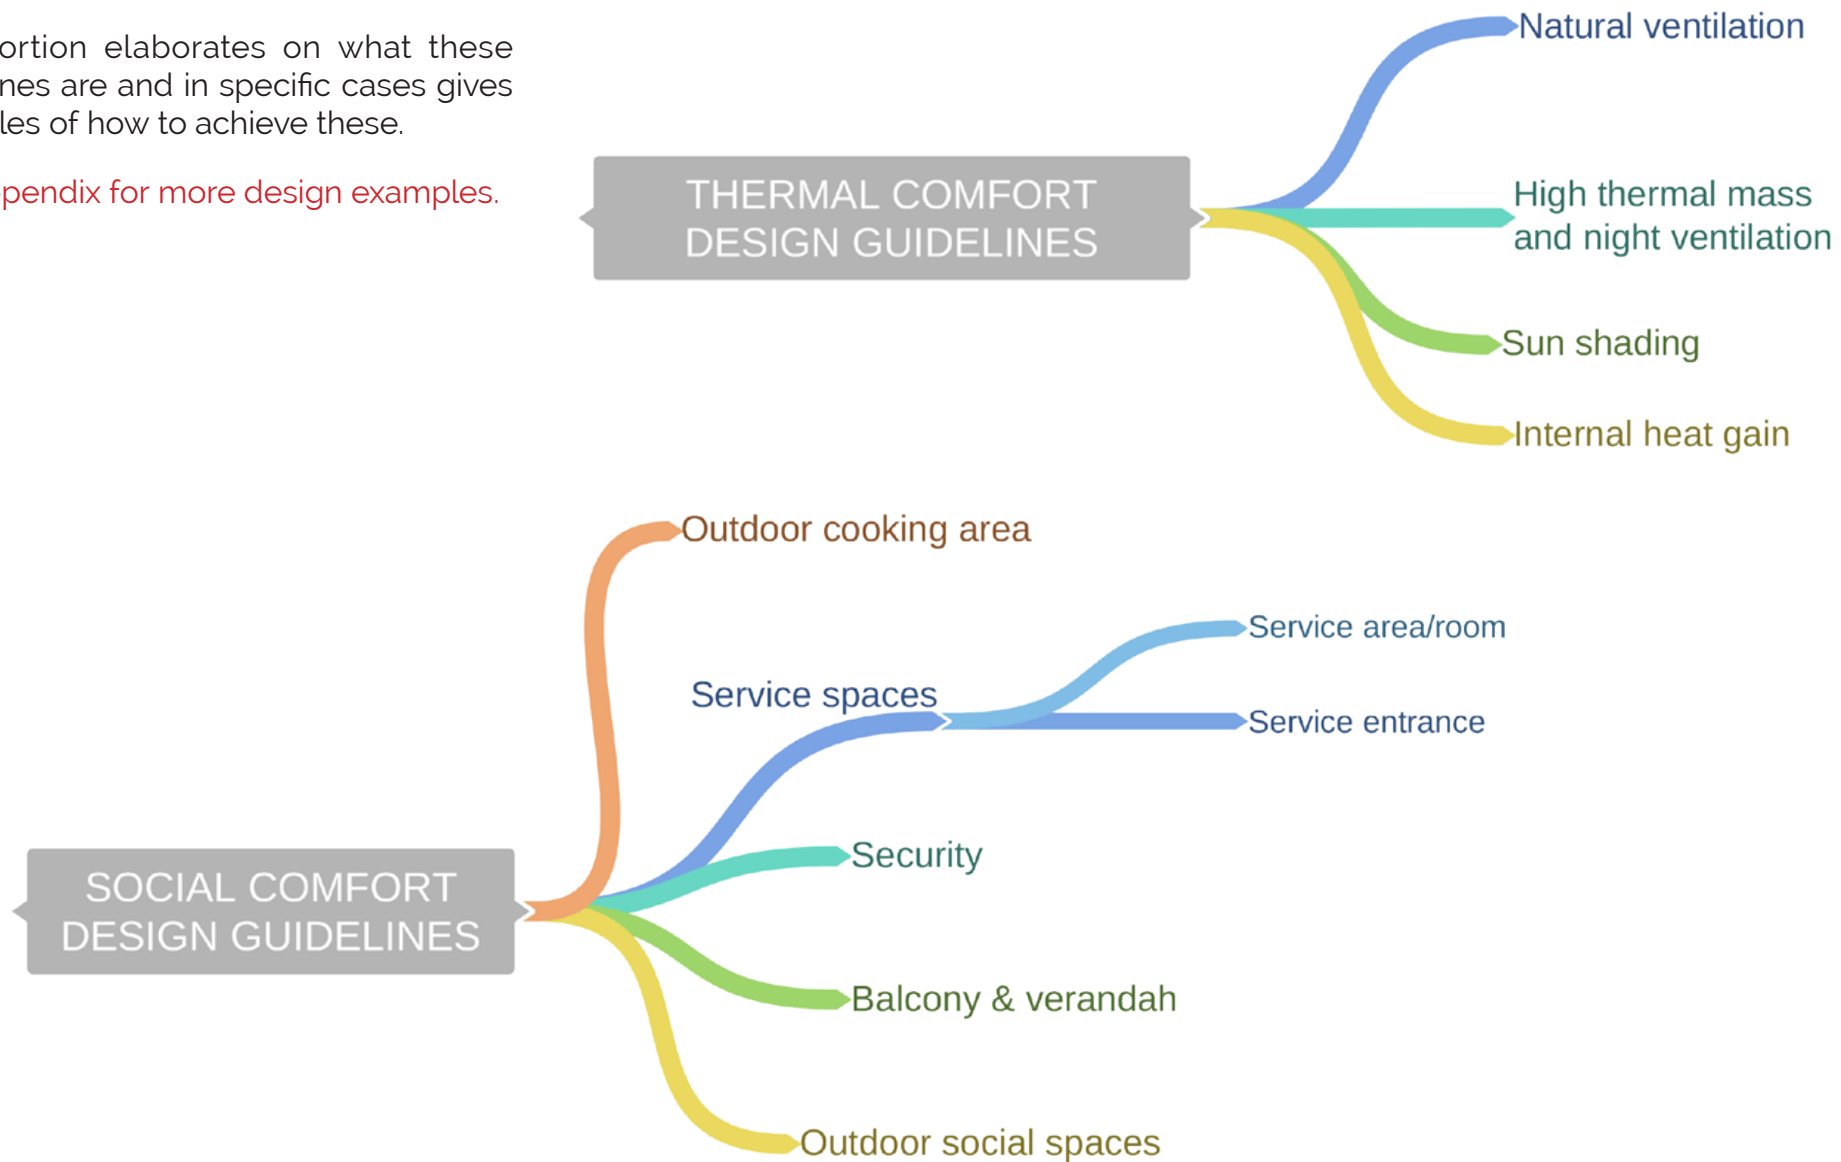 ortion elaborates on what these
nes are and in specific cases gives
les of how to achieve these.
pendix for more design examples.
THERMAL COMFORT
DESIGN GUIDELINES
Natural ventilation
High thermal mass
and night ventilation
Sun shading
Internal heat gain
SOCIAL COMFORT
DESIGN GUIDELINES
Outdoor cooking area
Service spaces
Service area/room
Service entrance
Security
Balcony & verandah
Outdoor social spaces